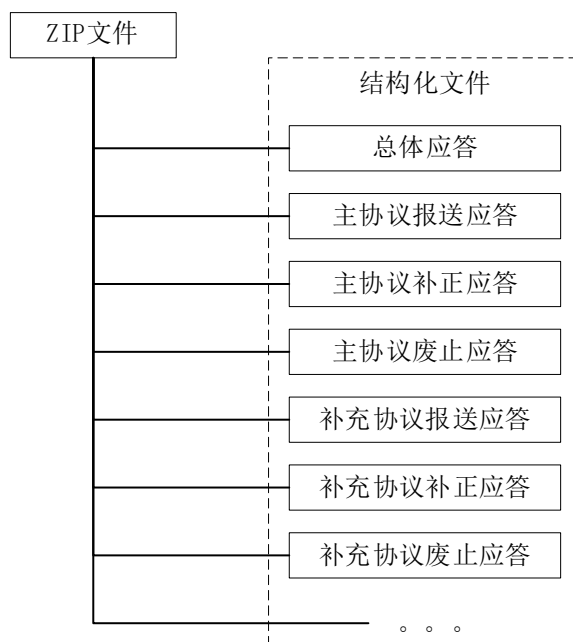 ZIP文件
结构化文件
总体应答
主协议报送应答
主协议补正应答
主协议废止应答
补充协议报送应答
补充协议补正应答
补充协议废止应答
。。。